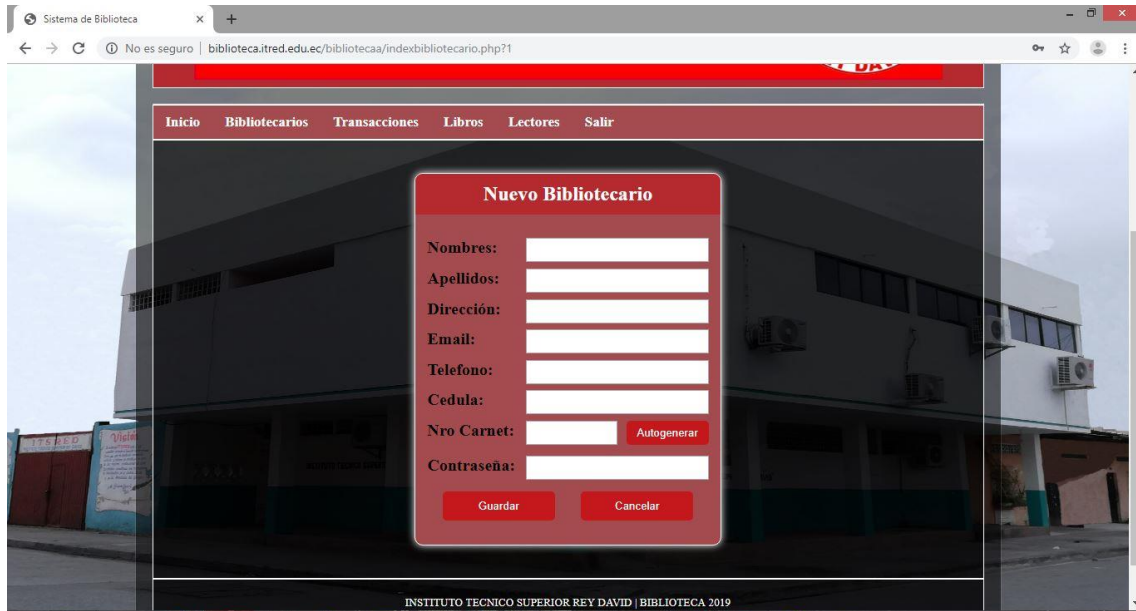 Sistema de Biblioteca
No es seguro | biblioteca.itred.edu.ec/bibliotecaa/indexbibliotecario.php?1
Inicio Bibliotecarios Transacciones Libros Lectores Salir
Nuevo Bibliotecario
Nombres:
Apellidos:
Dirección:
Email:
Telefono:
Cedula:
Nro Carnet: Autogenerar
Contraseña:
Guardar Cancelar
ITSRED Visión
INSTITUTO TECNICO SUPERIOR REY DAVID | BIBLIOTECA 2019